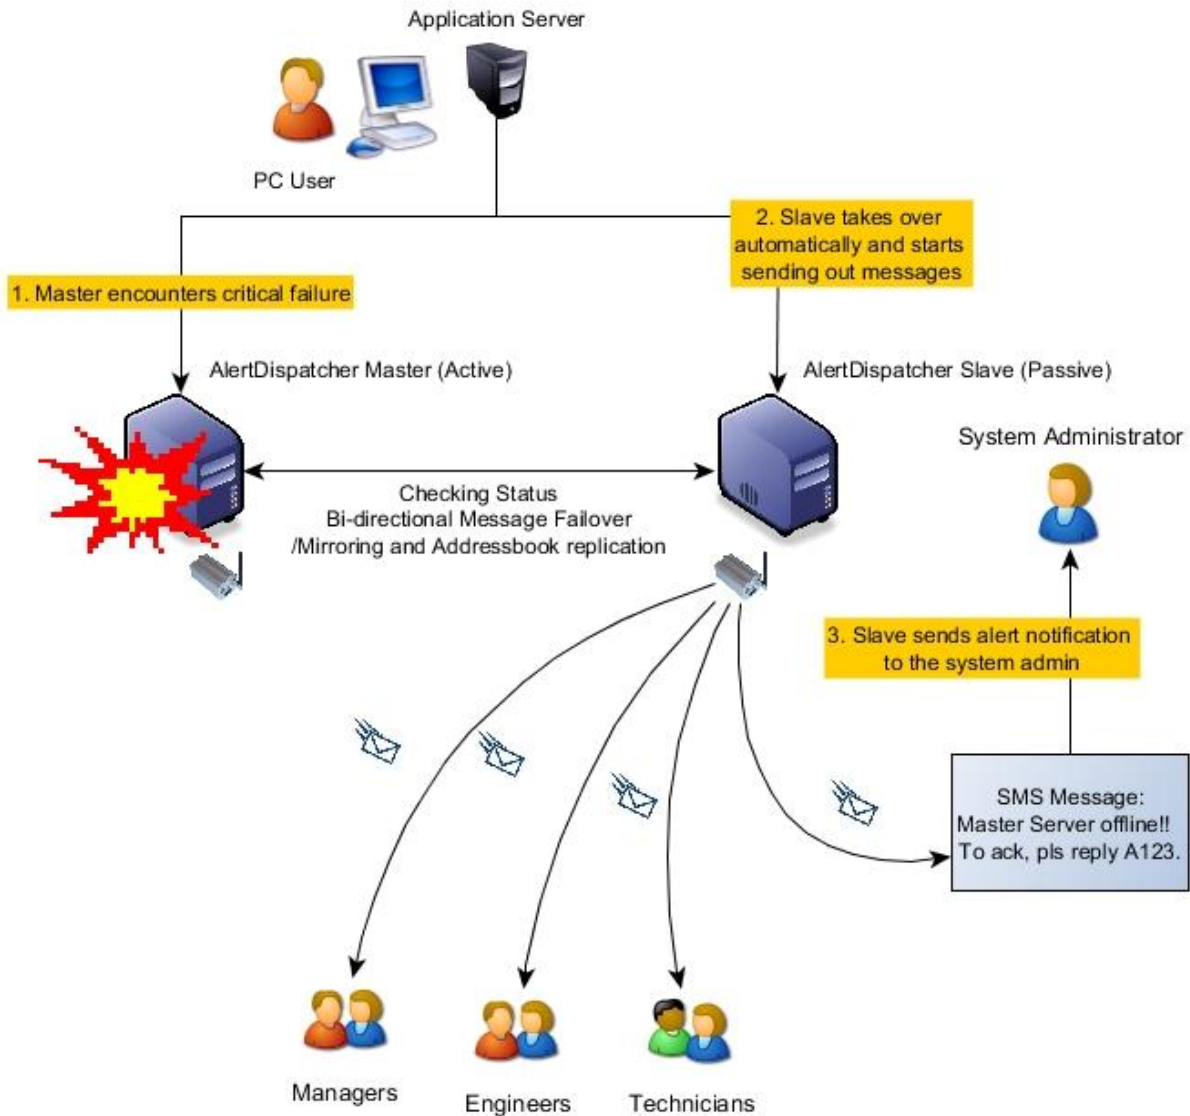 Application Server
PC User
2. Slave takes over
automatically and starts
sending out messages
1. Master encounters critical failure
AlertDispatcher Master (Active)
AlertDispatcher Slave (Passive)
System Administrator
Checking Status
Bi-directional Message Failover
/Mirroring and Addressbook replication
3. Slave sends alert notification
to the system admin
SMS Message:
Master Server offline!!
To ack, pls reply A123.
Managers
Engineers
Technicians